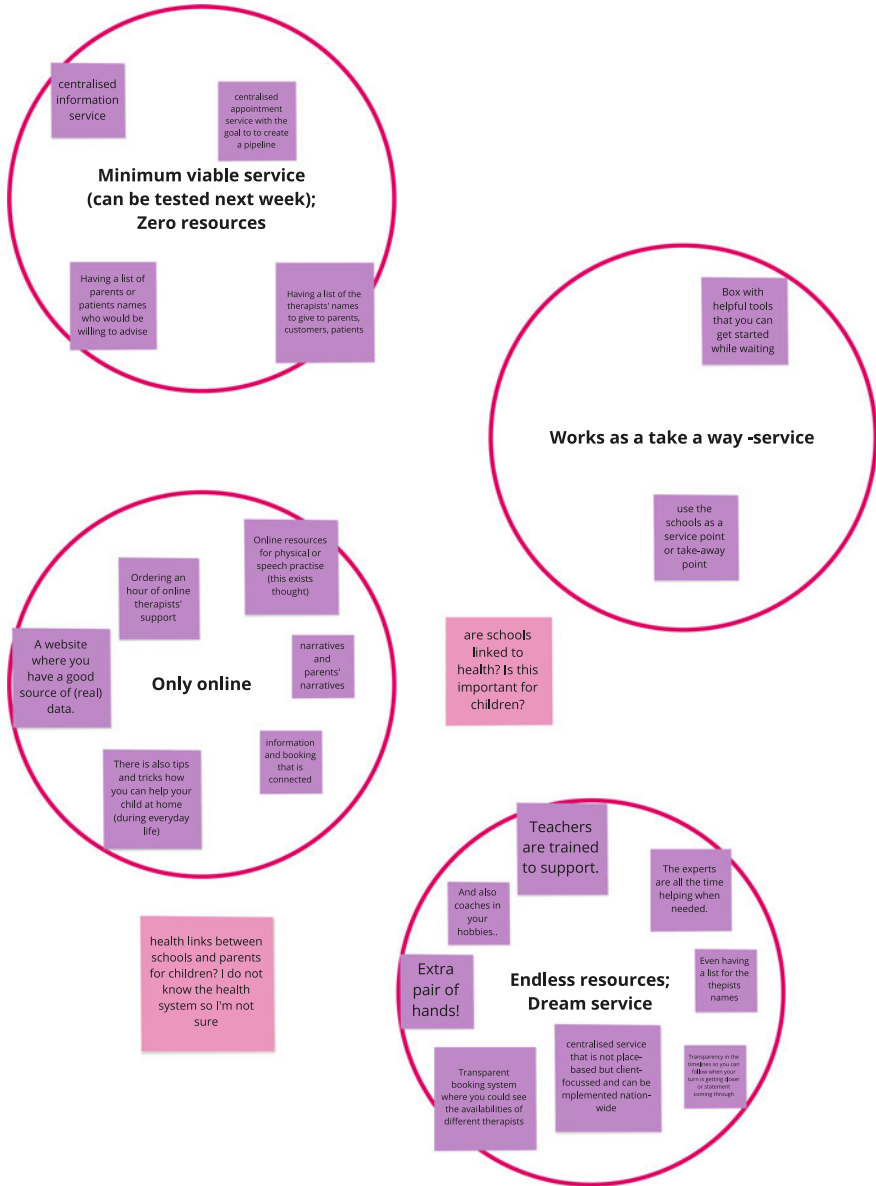 centralised
information
service
centralised
appointment
service with the
goal to to create
a pipeline
Minimum viable service
(can be tested next week);
Zero resources
Having a list of
parents or
patients names
who would be
willing to advise
Having a list of the
therapists' names
to give to parents,
customers, patients
Box with
helpful tools
that you can
get started
while waiting
Works as a take a way -service
use the
schools as a
service point
or take-away
point
Online resources
for physical or
speech practise
(this exists
thought)
Ordering an
hour of online
therapists'
support
A website
where you
have a good
source of (real)
data.
Only online
narratives
and
parents'
narratives
information
and booking
that is
connected
There is also tips
and tricks how
you can help your
child at home
(during everyday
life)
are schools
linked to
health? Is this
important for
children?
health links between
schools and parents
for children? I do not
know the health
system so I'm not
sure
Teachers
are trained
to support.
The experts
are all the time
helping when
needed.
And also
coaches in
your
hobbies..
Extra
pair of
hands!
Endless resources;
Dream service
Even having
a list for the
thepists
names
Transparent
booking system
where you could see
the availabilities of
different therapists
centralised service
that is not place-
based but client-
focussed and can be
mplemented nation-
wide
Transparency in the
timelines so you can
follow when your
turn is getting closer
or statement
coming through